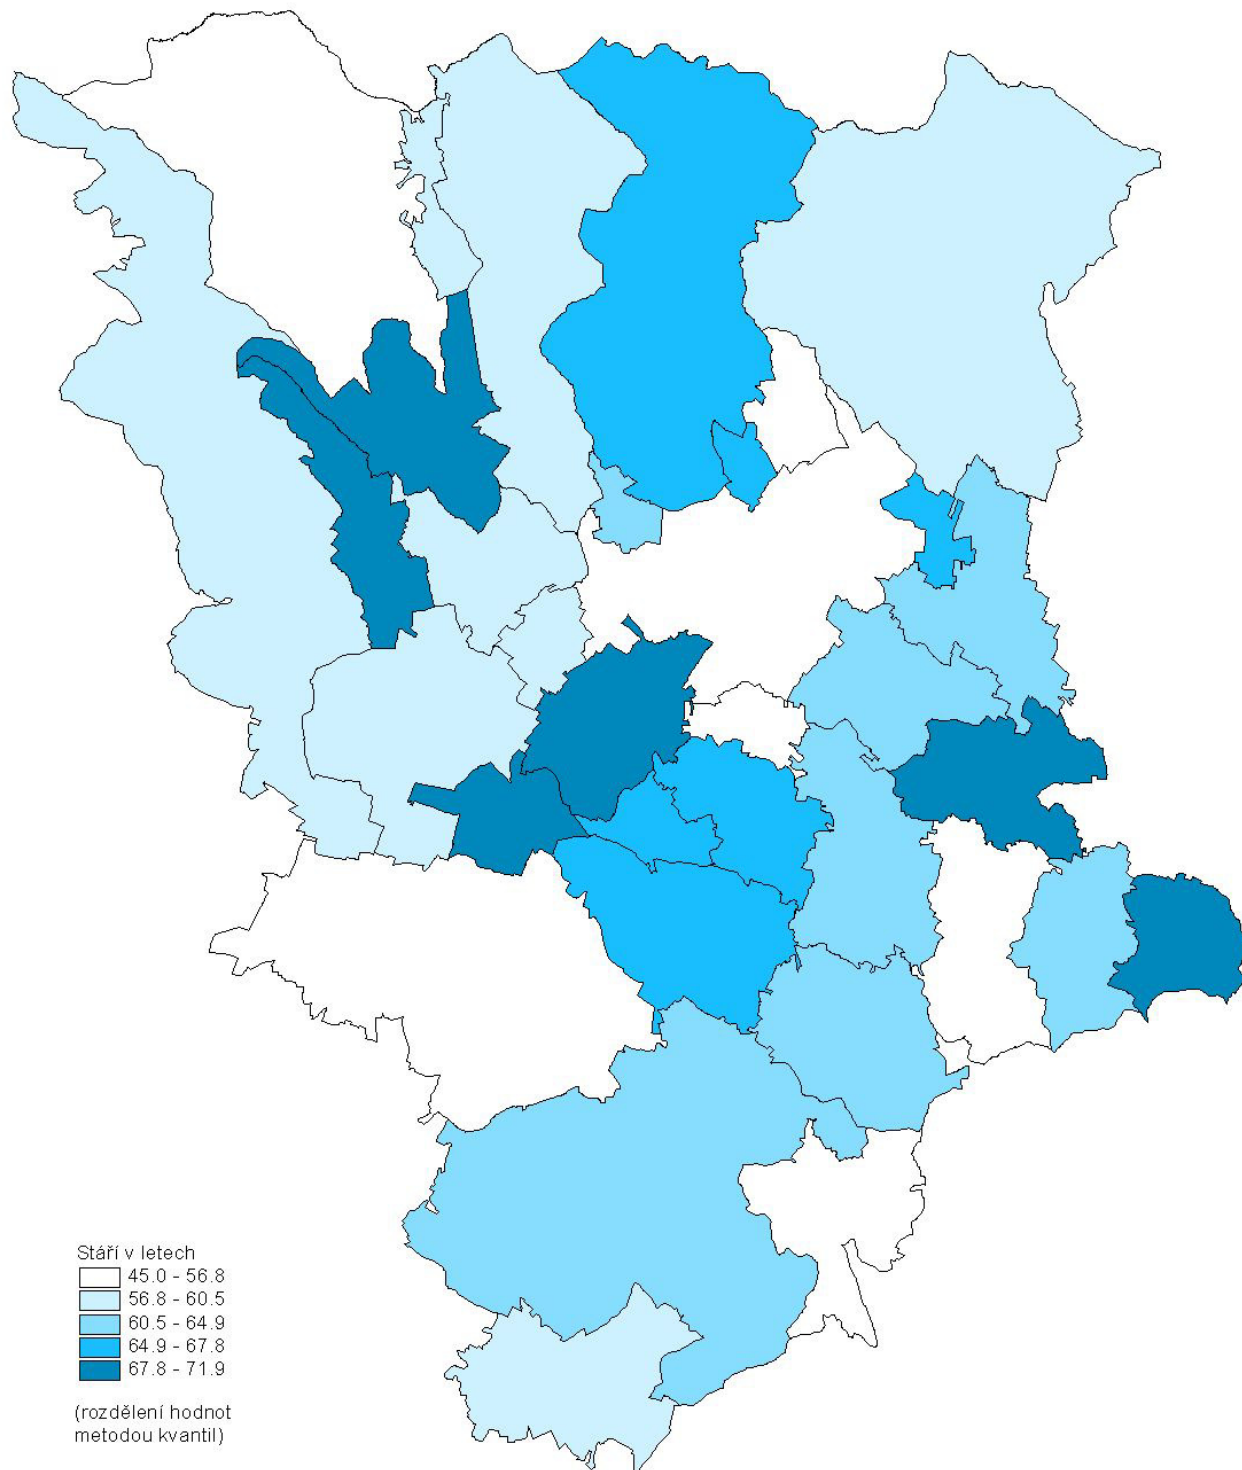 Stáří v letech
45.0 - 56.8
56.8 - 60.5
60.5 - 64.9
64.9 - 67.8
67.8 - 71.9
(rozdělení hodnot
metodou kvantil)